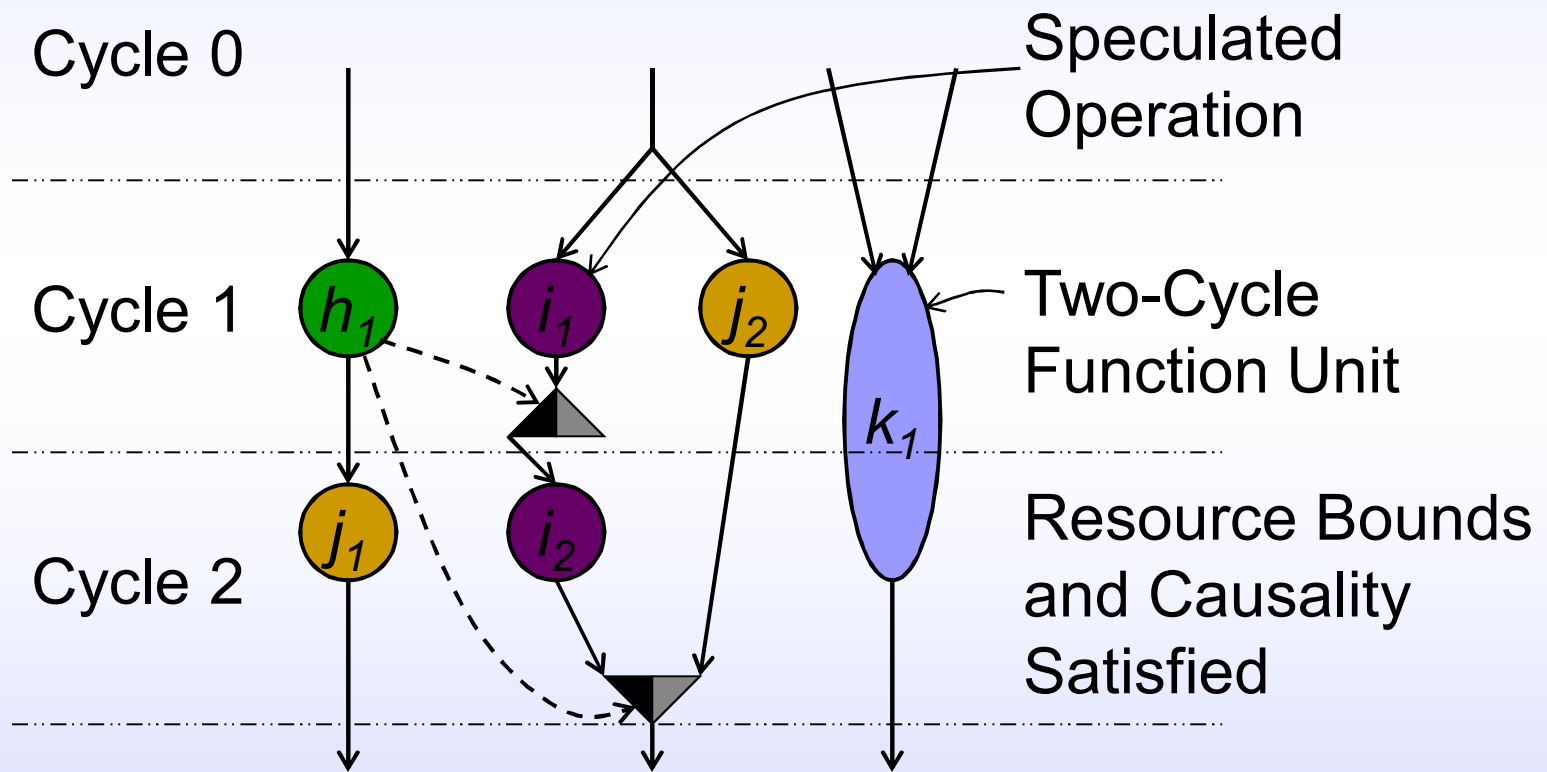 Cycle 0
Speculated
Operation
Cycle 1
h₁
i₁
j₂
Two-Cycle
Function Unit
k₁
Cycle 2
j₁
i₂
Resource Bounds
and Causality
Satisfied